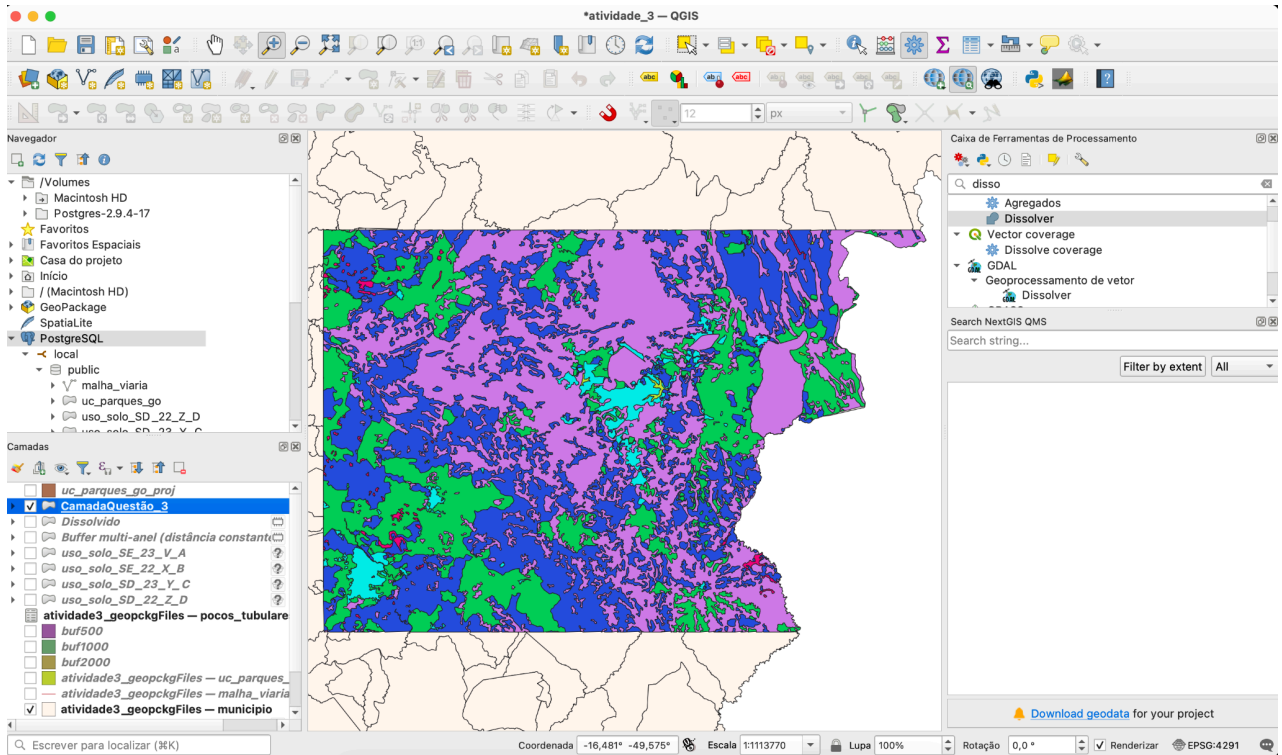 *atividade_3 — QGIS
abc
ab
abc
abc
12
px
Navegador
/Volumes
Macintosh HD
Postgres-2.9.4-17
Favoritos
Favoritos Espaciais
Casa do projeto
Início
/ (Macintosh HD)
GeoPackage
SpatiaLite
PostgreSQL
local
public
malha_viaria
uc_parques_go
uso_solo_SD_22_Z_D
Camadas
uc_parques_go_proj
CamadaQuestão_3
Dissolvido
Buffer multi-anel (distância constante
uso_solo_SE_23_V_A
?
uso_solo_SE_22_X_B
?
uso_solo_SD_23_Y_C
?
uso_solo_SD_22_Z_D
?
atividade3_geopckgFiles — pocos_tubulares
buf500
buf1000
buf2000
atividade3_geopckgFiles — uc_parques_
atividade3_geopckgFiles — malha_viaria
atividade3_geopckgFiles — municipio
Caixa de Ferramentas de Processamento
disso
Agregados
Dissolver
Vector coverage
Dissolve coverage
GDAL
Geoprocessamento de vetor
Dissolver
Search NextGIS QMS
Search string...
Filter by extent
All
Download geodata for your project
Escrever para localizar (⌘K)
Coordenada -16,481° -49,575° Escala 1:1113770 Lupa 100% Rotação 0,0 ° Renderizar EPSG:4291